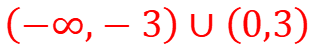 (−∞, − 3) ∪ (0,3)